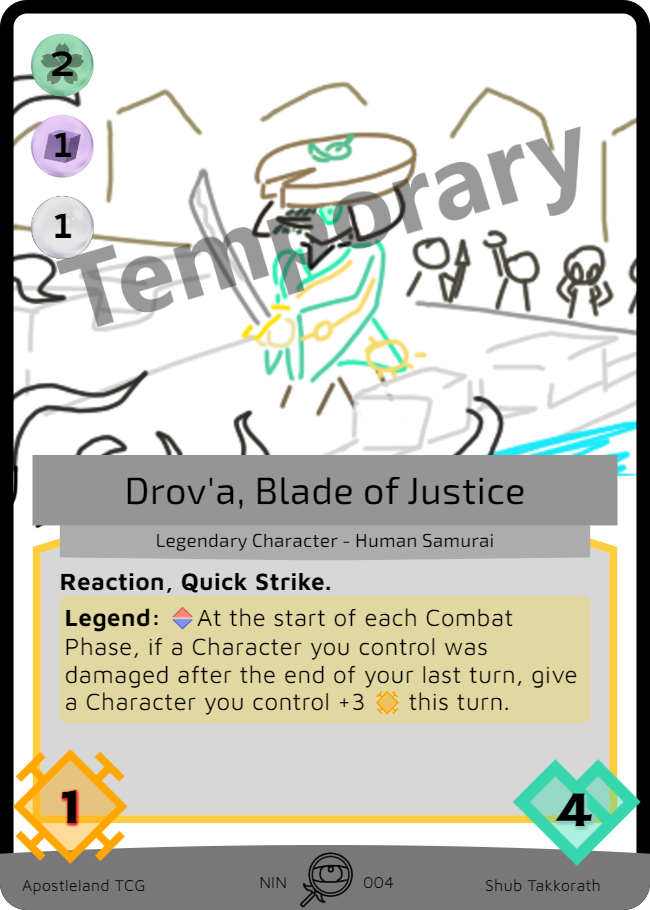 2
1
1
Temporary
Drov'a, Blade of Justice
Legendary Character - Human Samurai
Reaction, Quick Strike.
Legend: At the start of each Combat
Phase, if a Character you control was
damaged after the end of your last turn, give
a Character you control +3 this turn.
1
4
Apostleland TCG
NIN 004
Shub Takkorath